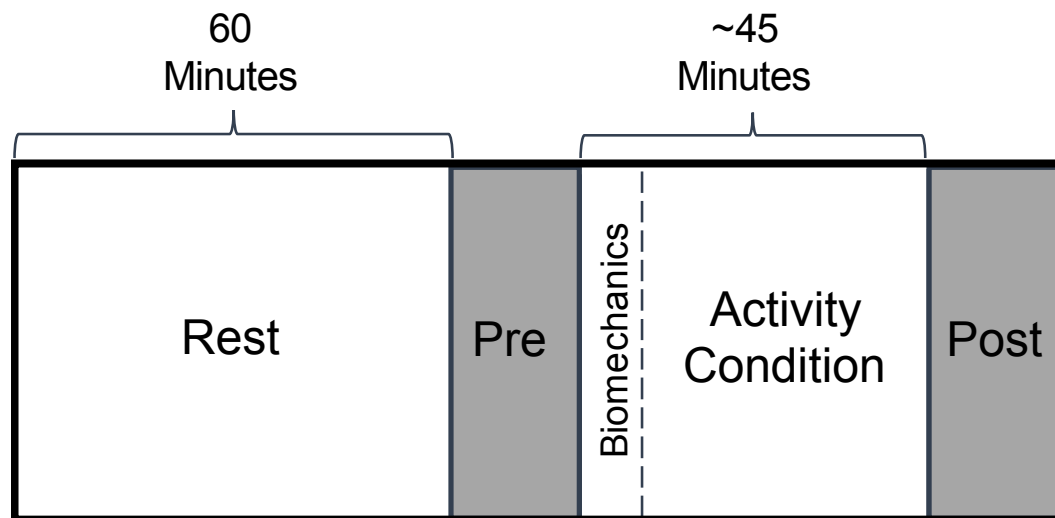 60
Minutes
~45
Minutes
Rest
Pre
Biomechanics
Activity
Condition
Post